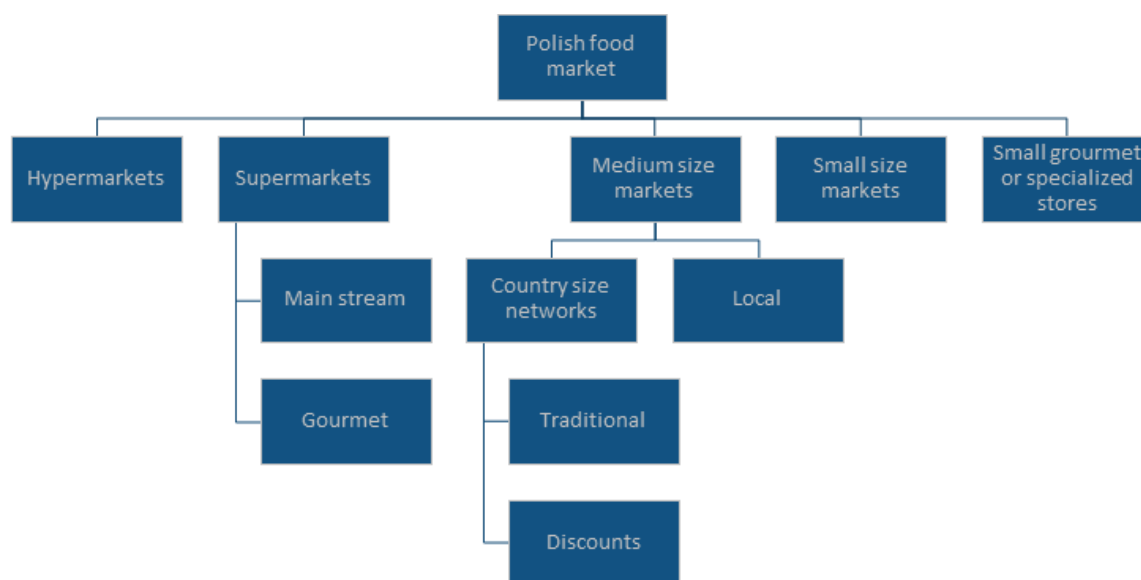 Polish food
market
Hypermarkets
Supermarkets
Medium size
markets
Small size
markets
Small grourmet
or specialized
stores
Main stream
Gourmet
Country size
networks
Local
Traditional
Discounts